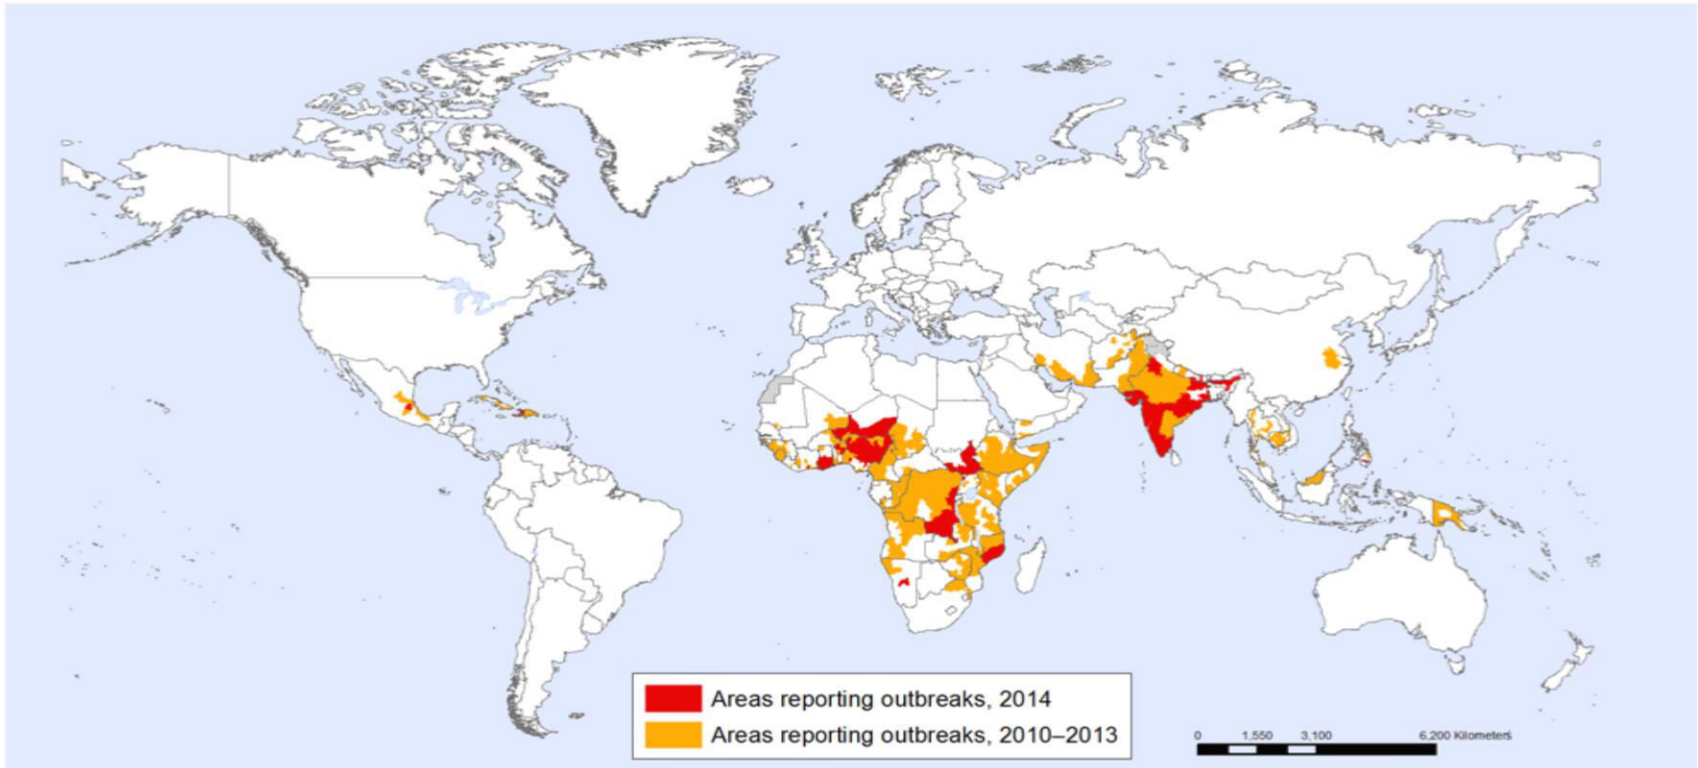 Areas reporting outbreaks, 2014
Areas reporting outbreaks, 2010–2013
0 1,550 3,100 6,200 Kilometers